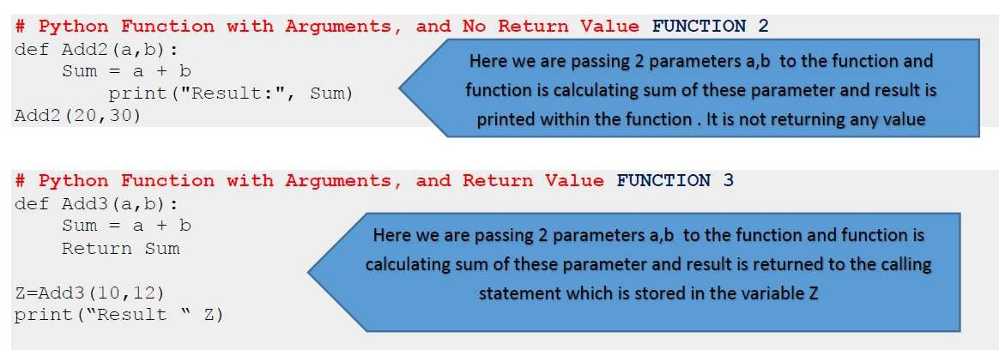 # Python Function with Arguments, and No Return Value FUNCTION 2
def Add2(a,b):
    Sum = a + b
        print("Result:", Sum)
Add2(20,30)
Here we are passing 2 parameters a,b to the function and
function is calculating sum of these parameter and result is
printed within the function . It is not returning any value
# Python Function with Arguments, and Return Value FUNCTION 3
def Add3(a,b):
    Sum = a + b
    Return Sum
Z=Add3(10,12)
print(“Result “ Z)
Here we are passing 2 parameters a,b to the function and function is
calculating sum of these parameter and result is returned to the calling
statement which is stored in the variable Z